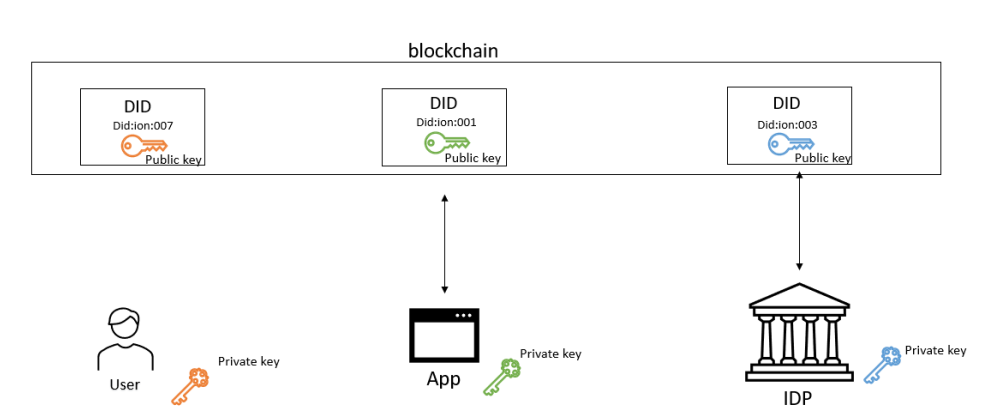 blockchain
DID
Did:ion:007
Public key
DID
Did:ion:001
Public key
DID
Did:ion:003
Public key
User
Private key
App
Private key
IDP
Private key